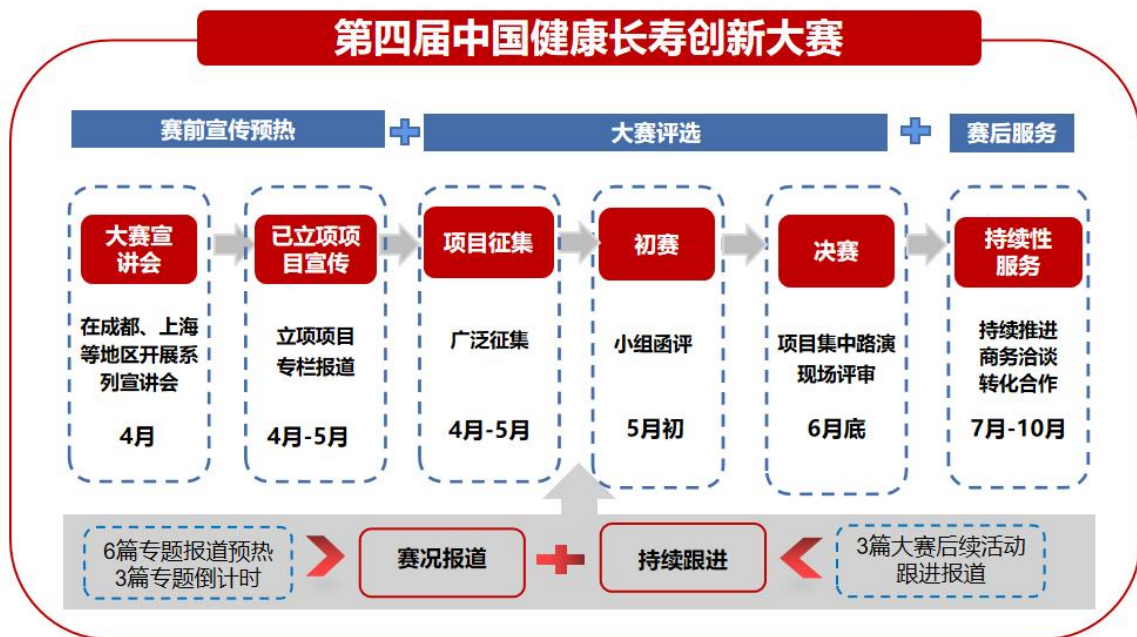 第四届中国健康长寿创新大赛
赛前宣传预热
大赛评选
赛后服务
大赛宣
讲会
在成都、上海
等地区开展系
列宣讲会
4月
已立项项
目宣传
立项项目
专栏报道
4月-5月
项目征集
广泛征集
4月-5月
初赛
小组函评
5月初
决赛
项目集中路演
现场评审
6月底
持续性
服务
持续推进
商务洽谈
转化合作
7月-10月
6篇专题报道预热
3篇专题倒计时
赛况报道
持续跟进
3篇大赛后续活动
跟进报道